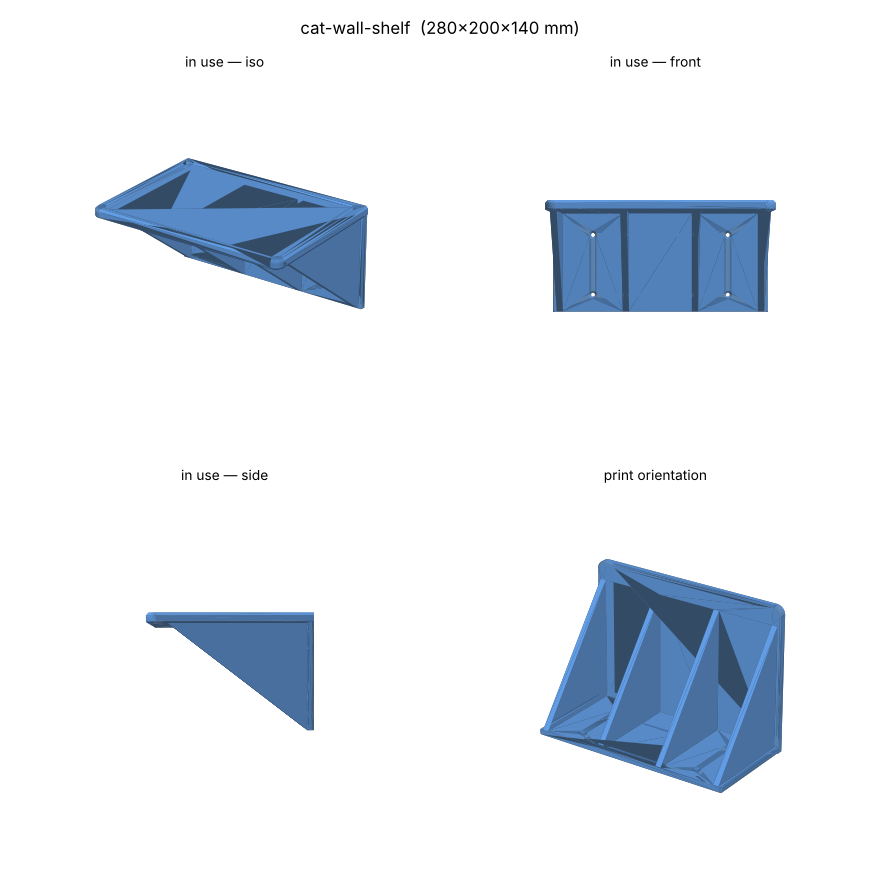 cat-wall-shelf (280×200×140 mm)
in use — iso
in use — front
in use — side
print orientation